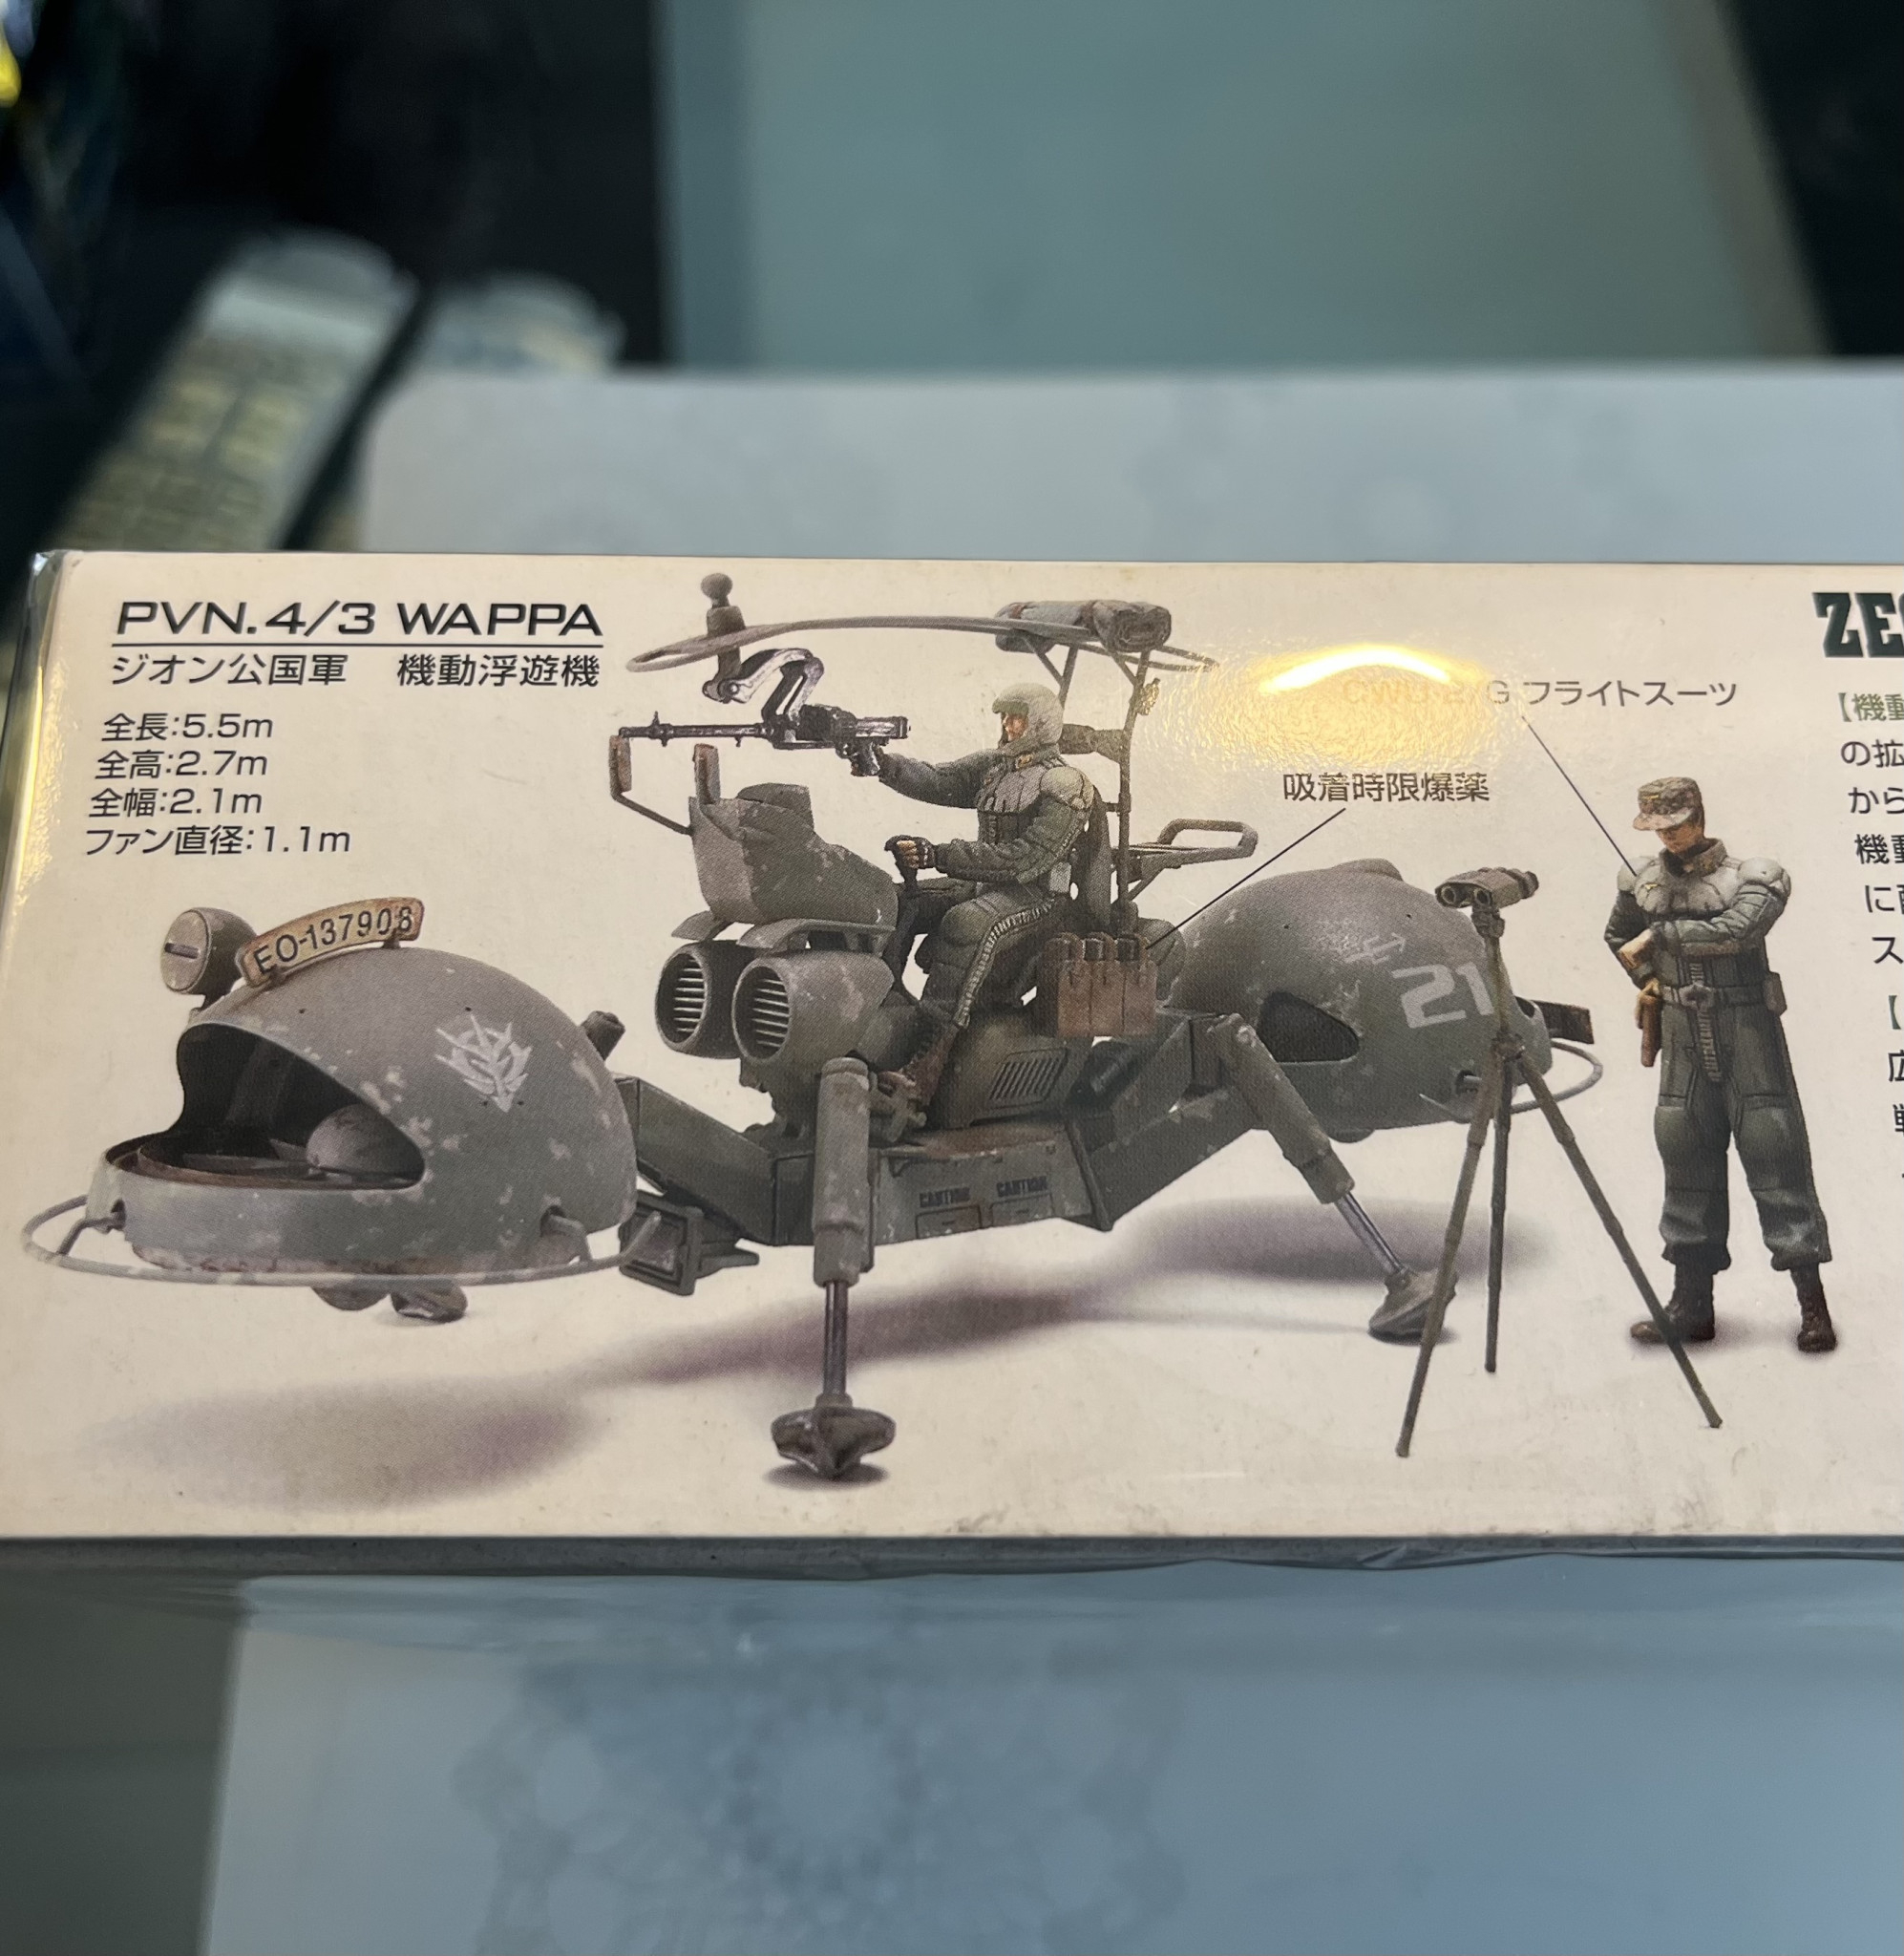 PVN.4/3 WAPPA
ジオン公国軍 機動浮遊機
全長:5.5m
全高:2.7m
全幅:2.1m
ファン直径:1.1m
フライトスーツ
吸着時限爆薬
EO-137908
21
CAUTION CAUTION
【機動
の拡
から
機動
に
ス
【
広